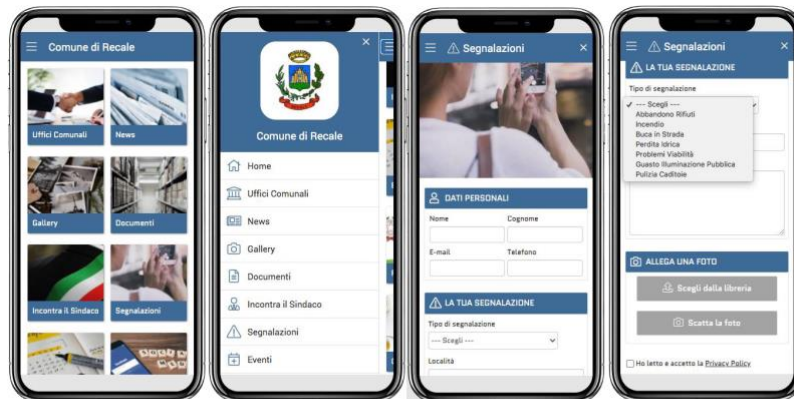 Comune di Recale
Uffici Comunali
News
Gallery
Documenti
Incontra il Sindaco
Segnalazioni
Comune di Recale
Home
Uffici Comunali
News
Gallery
Documenti
Incontra il Sindaco
Segnalazioni
Eventi
Segnalazioni
DATI PERSONALI
Nome Cognome
E-mail Telefono
LA TUA SEGNALAZIONE
Tipo di segnalazione
--- Scegli ---
Località
Segnalazioni
LA TUA SEGNALAZIONE
Tipo di segnalazione
--- Scegli ---
Abbandono Rifiuti
Incendio
Buca in Strada
Perdita Idrica
Problemi Viabilità
Guasto Illuminazione Pubblica
Pulizia Caditoie
ALLEGA UNA FOTO
Scegli dalla libreria
Scatta la foto
Ho letto e accetto la Privacy Policy